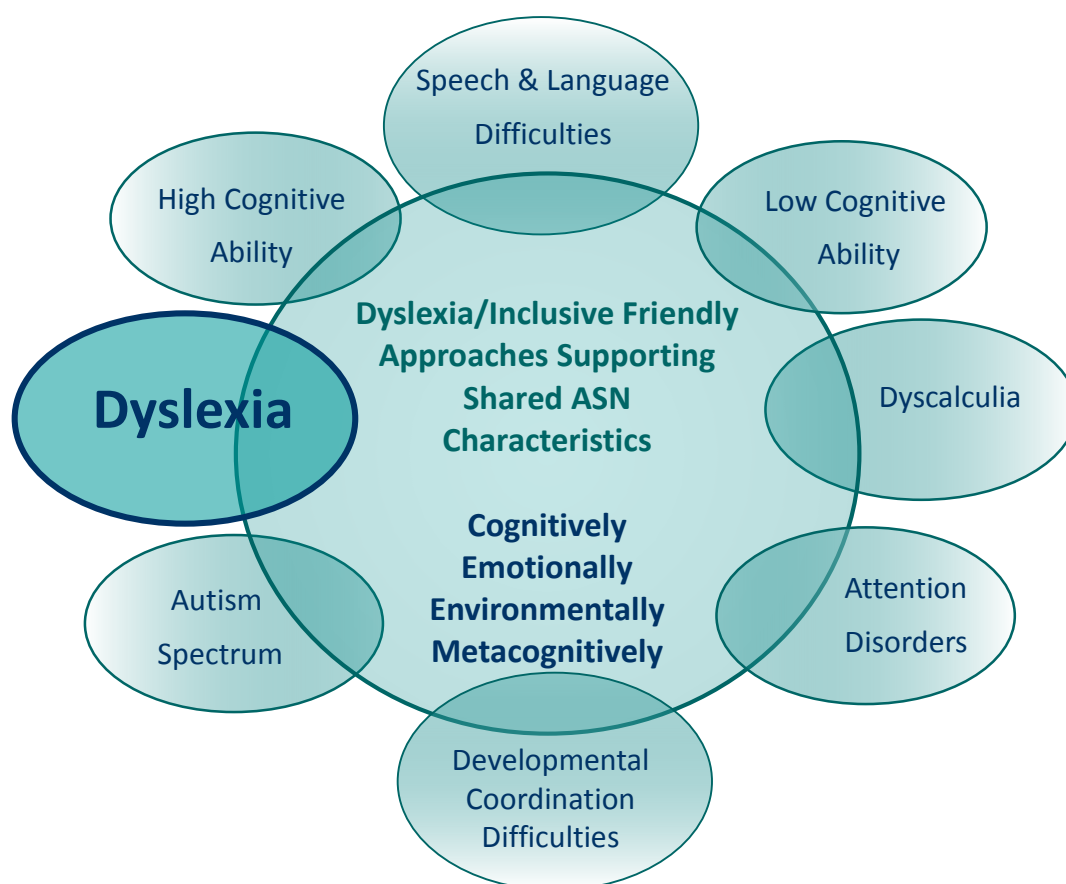 Speech & Language
Difficulties
High Cognitive
Ability
Low Cognitive
Ability
Dyslexia/Inclusive Friendly
Approaches Supporting
Shared ASN
Characteristics
Dyslexia
Dyscalculia
Cognitively
Emotionally
Environmentally
Metacognitively
Autism
Spectrum
Attention
Disorders
Developmental
Coordination
Difficulties